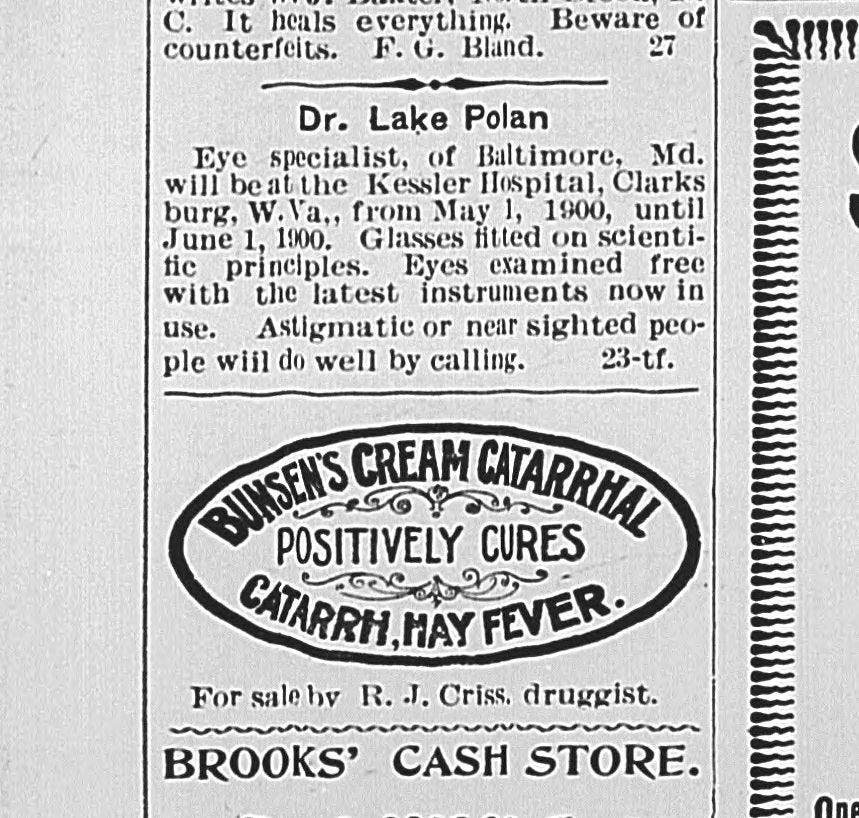 C. It heals everything. Beware of
counterfeits. F. G. Bland. 27
Dr. Lake Polan
Eye specialist, of Baltimore, Md.
will be at the Kessler Hospital, Clarks
burg, W. Va,, from May 1, 1900, until
June 1, 1900. Glasses fitted on scienti-
fic principles. Eyes examined free
with the latest instruments now in
use. Astigmatic or near sighted peo-
ple wiil do well by calling. 23-tf.
BUNSEN'S CREAM CATARRHAL
POSITIVELY CURES
CATARRH, HAY FEVER.
For sale by R. J. Criss. druggist.
BROOKS' CASH STORE.